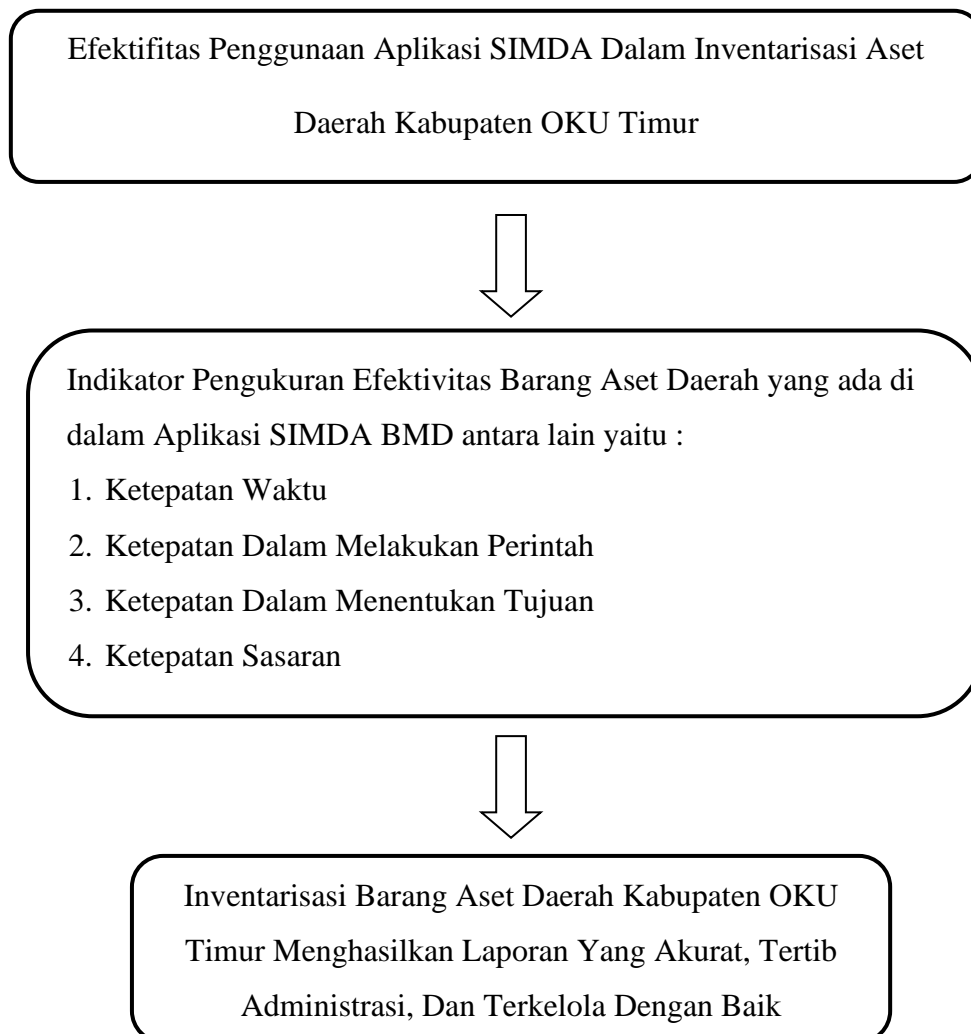 Efektifitas Penggunaan Aplikasi SIMDA Dalam Inventarisasi Aset
Daerah Kabupaten OKU Timur
Indikator Pengukuran Efektivitas Barang Aset Daerah yang ada di
dalam Aplikasi SIMDA BMD antara lain yaitu :
1. Ketepatan Waktu
2. Ketepatan Dalam Melakukan Perintah
3. Ketepatan Dalam Menentukan Tujuan
4. Ketepatan Sasaran
Inventarisasi Barang Aset Daerah Kabupaten OKU
Timur Menghasilkan Laporan Yang Akurat, Tertib
Administrasi, Dan Terkelola Dengan Baik